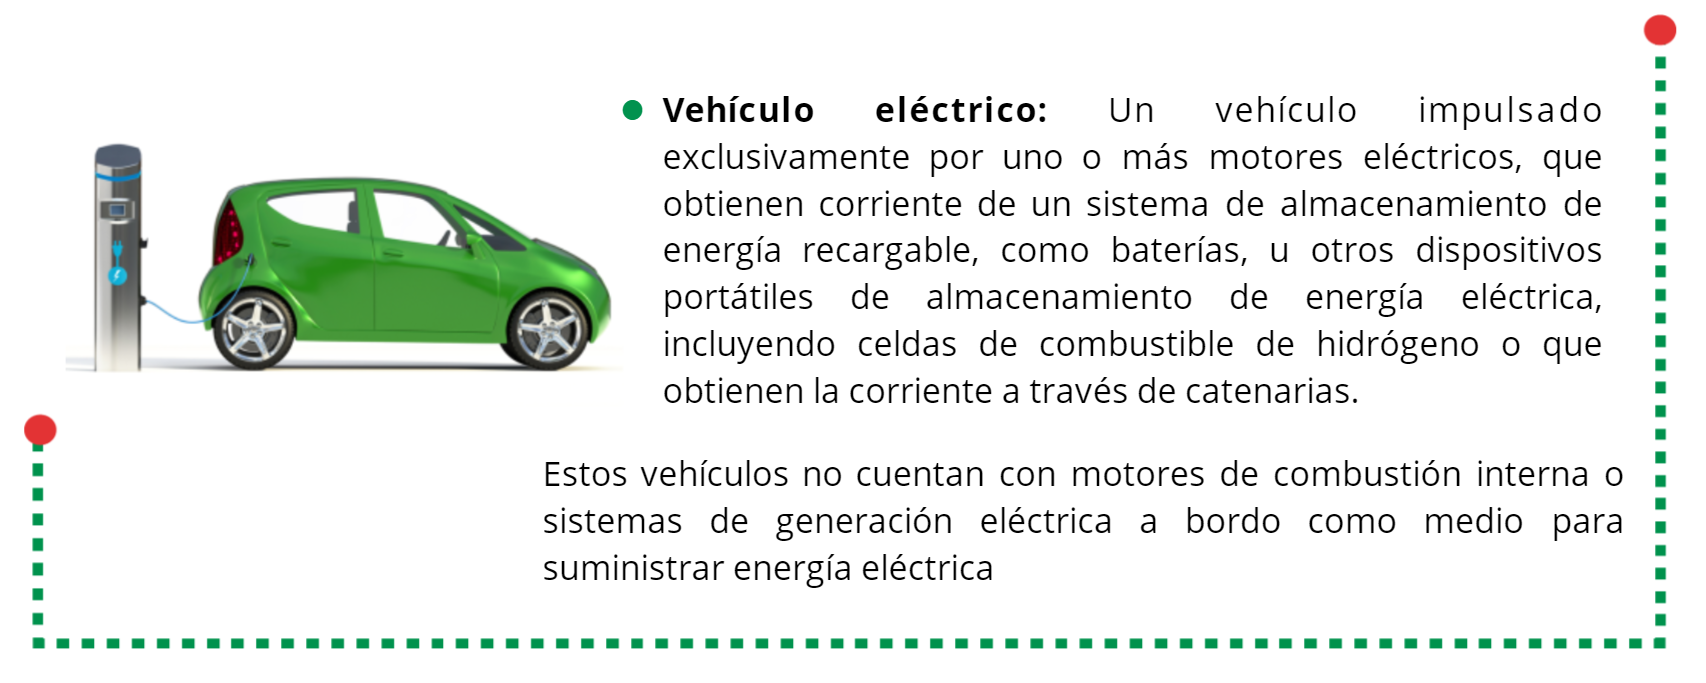 Vehículo eléctrico: Un vehículo impulsado
exclusivamente por uno o más motores eléctricos, que
obtienen corriente de un sistema de almacenamiento de
energía recargable, como baterías, u otros dispositivos
portátiles de almacenamiento de energía eléctrica,
incluyendo celdas de combustible de hidrógeno o que
obtienen la corriente a través de catenarias.
Estos vehículos no cuentan con motores de combustión interna o
sistemas de generación eléctrica a bordo como medio para
suministrar energía eléctrica